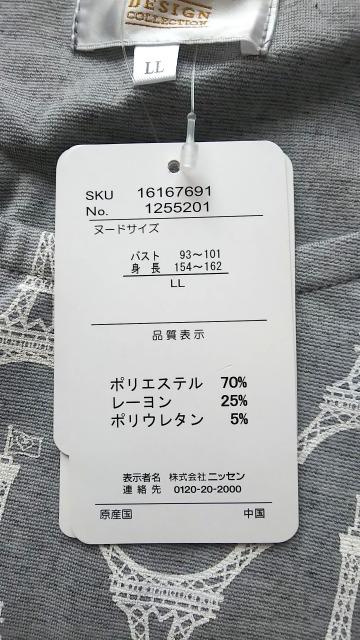 DESIGN
COLLECTION
LL
SKU 16167691
No. 1255201
ヌードサイズ
バスト 93～101
身長 154～162
LL
品質表示
ポリエステル 70%
レーヨン 25%
ポリウレタン 5%
表示者名 株式会社ニッセン
連絡先 0120-20-2000
原産国 中国